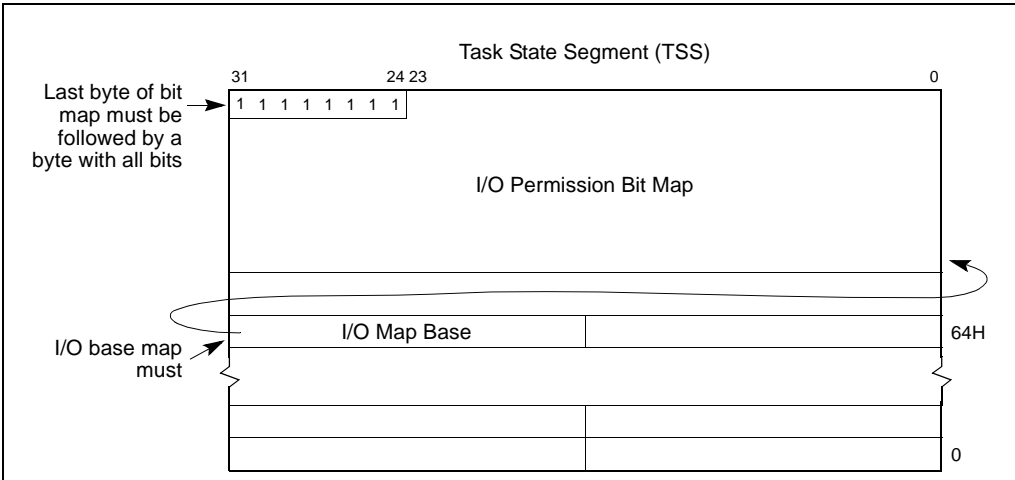 Task State Segment (TSS)
31 24 23 0
Last byte of bit
map must be
followed by a
byte with all bits
1 1 1 1 1 1 1 1
I/O Permission Bit Map
I/O Map Base
64H
I/O base map
must
0